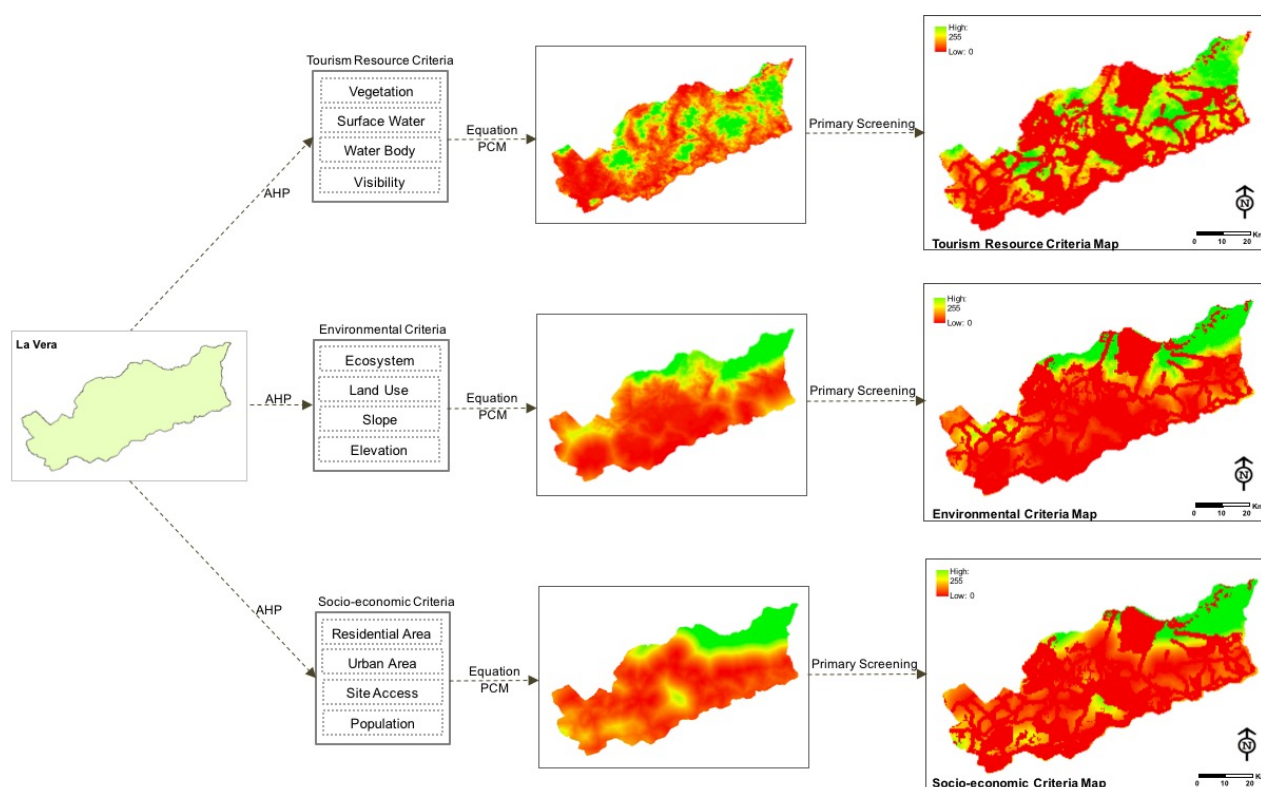 Tourism Resource Criteria
Vegetation
Surface Water
Water Body
Visibility
AHP
Equation
PCM
Primary Screening
High:
255
Low: 0
N
0 10 20 Km
Tourism Resource Criteria Map
La Vera
AHP
Environmental Criteria
Ecosystem
Land Use
Slope
Elevation
Equation
PCM
Primary Screening
High:
255
Low: 0
N
0 10 20 Km
Environmental Criteria Map
AHP
Socio-economic Criteria
Residential Area
Urban Area
Site Access
Population
Equation
PCM
Primary Screening
High:
255
Low: 0
N
0 10 20 Km
Socio-economic Criteria Map